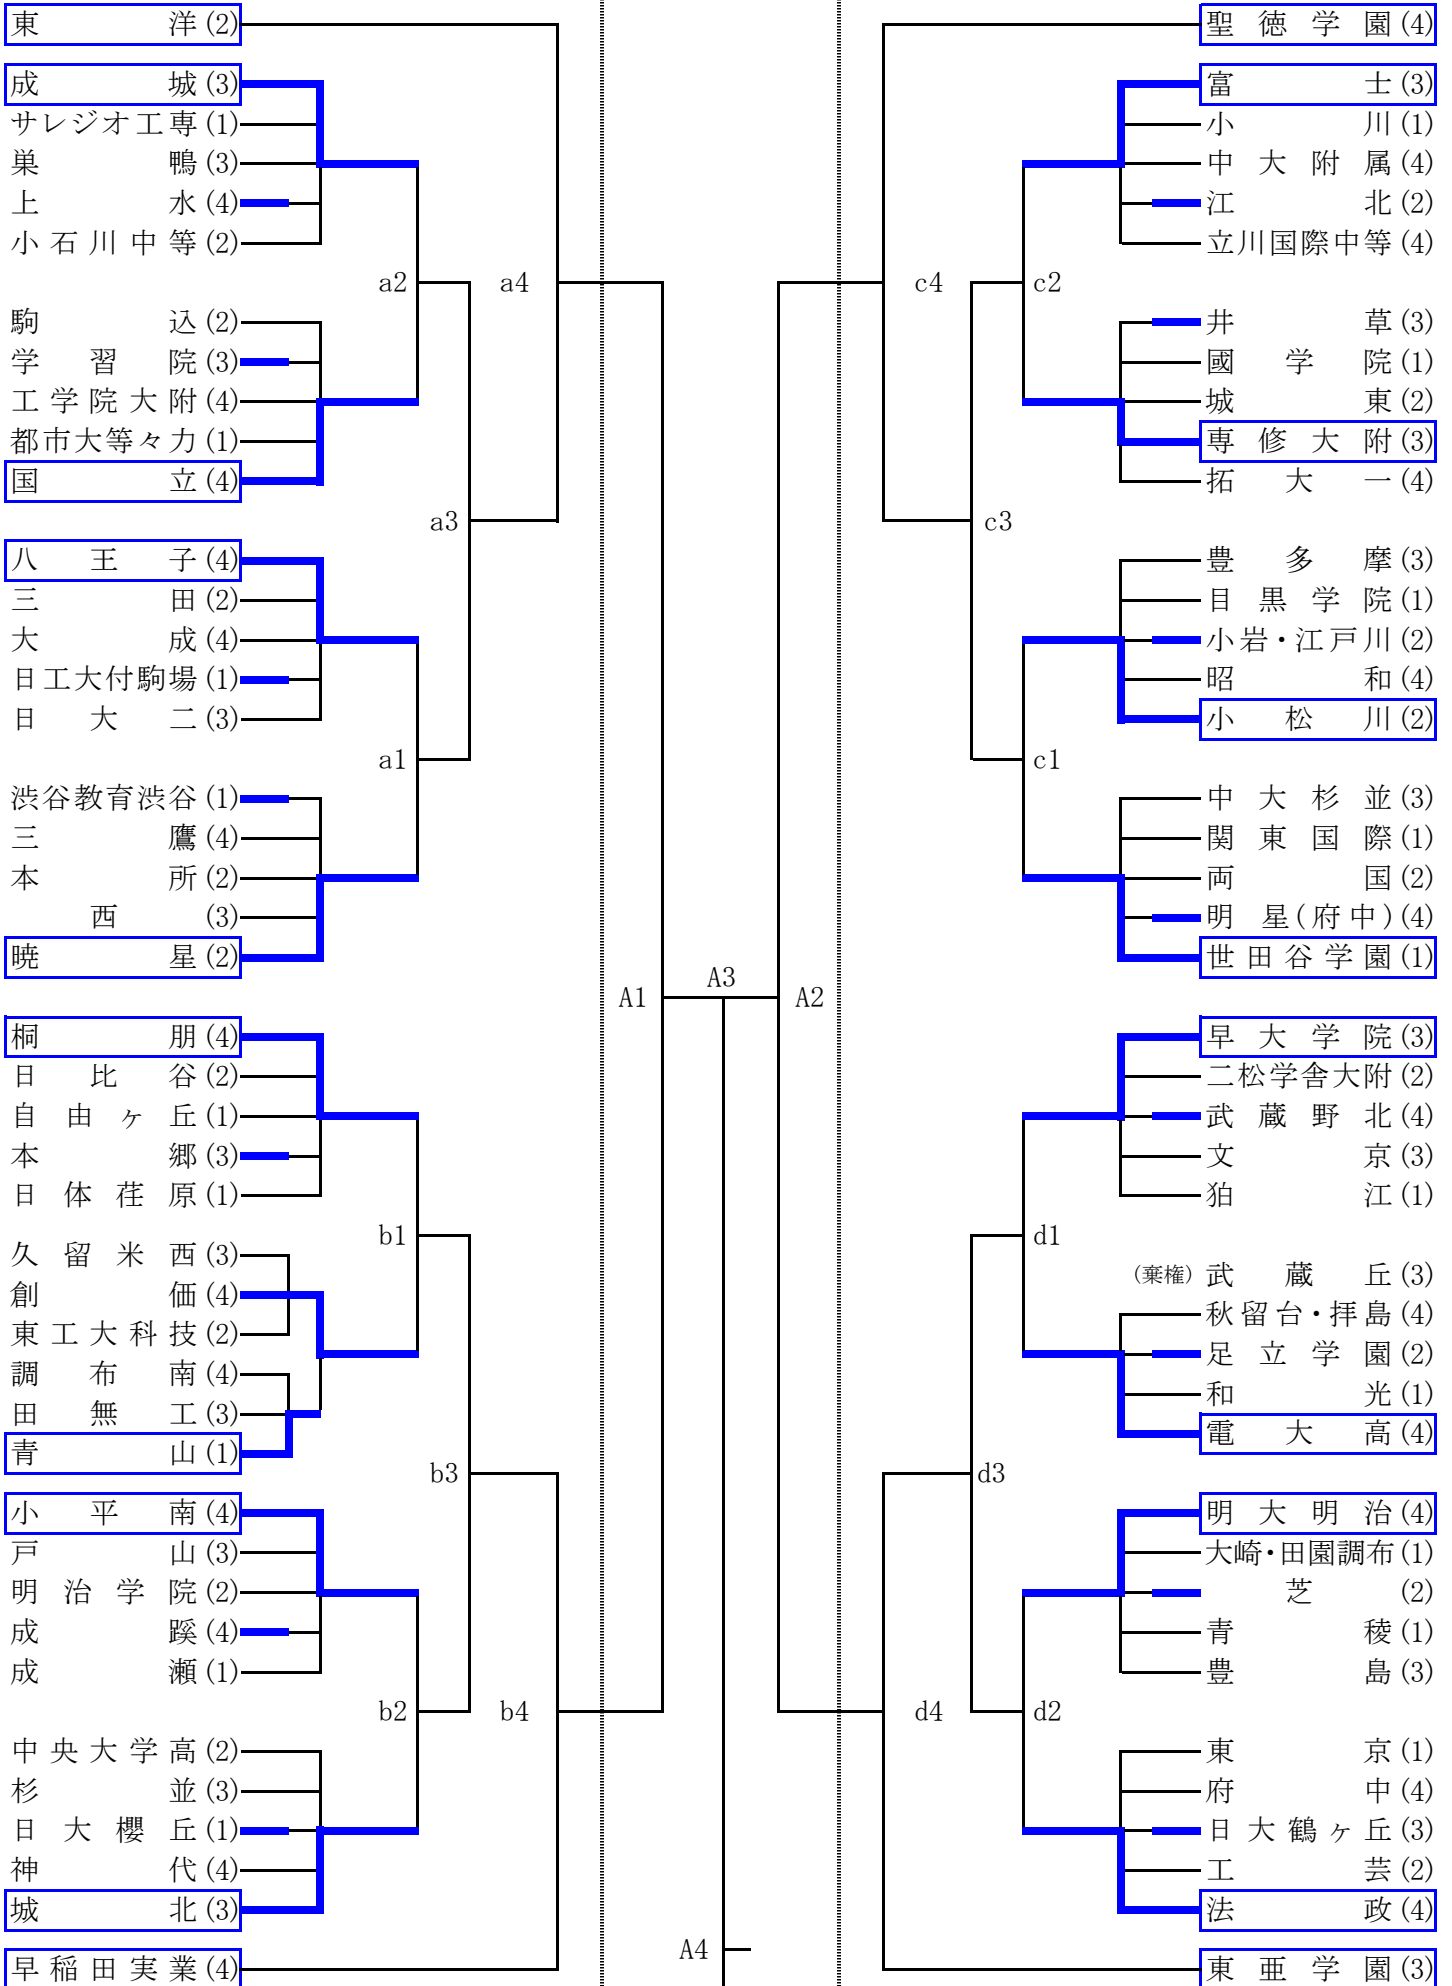 東洋(2)
成城(3)
サレジオ工専(1)
巣鴨(3)
上水(4)
小石川中等(2)
a2
a4
駒込(2)
学習院(3)
工学院大附(4)
都市大等々力(1)
国立(4)
a3
八王子(4)
三田(2)
大成(4)
日工大付駒場(1)
日大二(3)
a1
渋谷教育渋谷(1)
三鷹(4)
本所(2)
西(3)
暁星(2)
桐朋(4)
日比谷(2)
自由ヶ丘(1)
本郷(3)
日体荏原(1)
b1
久留米西(3)
創価(4)
東工大科技(2)
調布南(4)
田無工(3)
青山(1)
b3
小平南(4)
戸山(3)
明治学院(2)
成蹊(4)
成瀬(1)
b2
b4
中央大学高(2)
杉並(3)
日大櫻丘(1)
神代(4)
城北(3)
早稲田実業(4)
A1
A3
A2
A4
聖徳学園(4)
富士(3)
小川(1)
中大附属(4)
江北(2)
立川国際中等(4)
c4
c2
井草(3)
國学院(1)
城東(2)
専修大附(3)
拓大一(4)
c3
豊多摩(3)
目黒学院(1)
小岩・江戸川(2)
昭和(4)
小松川(2)
c1
中大杉並(3)
関東国際(1)
両国(2)
明星(府中)(4)
世田谷学園(1)
早大学院(3)
二松学舎大附(2)
武蔵野北(4)
文京(3)
狛江(1)
d1
(棄権)武蔵丘(3)
秋留台・拝島(4)
足立学園(2)
和光(1)
電大高(4)
d3
明大明治(4)
大崎・田園調布(1)
芝(2)
青稜(1)
豊島(3)
d4
d2
東京(1)
府中(4)
日大鶴ヶ丘(3)
工芸(2)
法政(4)
東亜学園(3)